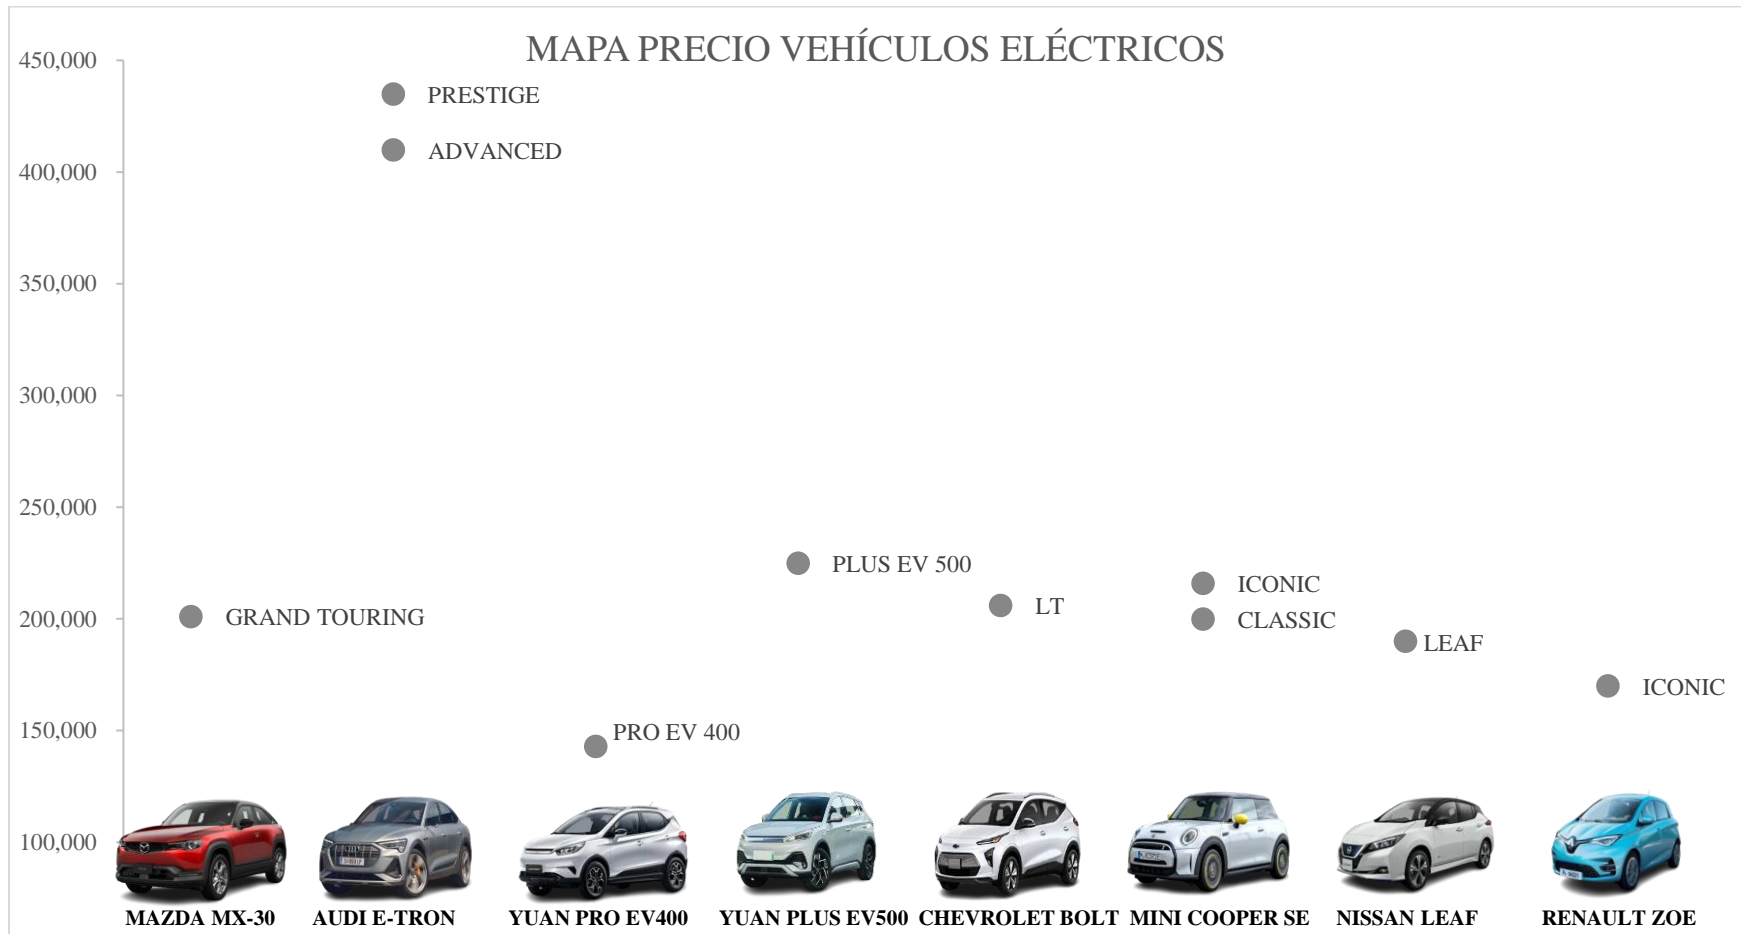 MAPA PRECIO VEHÍCULOS ELÉCTRICOS
450,000
PRESTIGE
ADVANCED
400,000
350,000
300,000
250,000
PLUS EV 500
ICONIC
LT
GRAND TOURING
200,000
CLASSIC
LEAF
ICONIC
PRO EV 400
150,000
100,000
MAZDA MX-30 AUDI E-TRON YUAN PRO EV400 YUAN PLUS EV500 CHEVROLET BOLT MINI COOPER SE NISSAN LEAF RENAULT ZOE